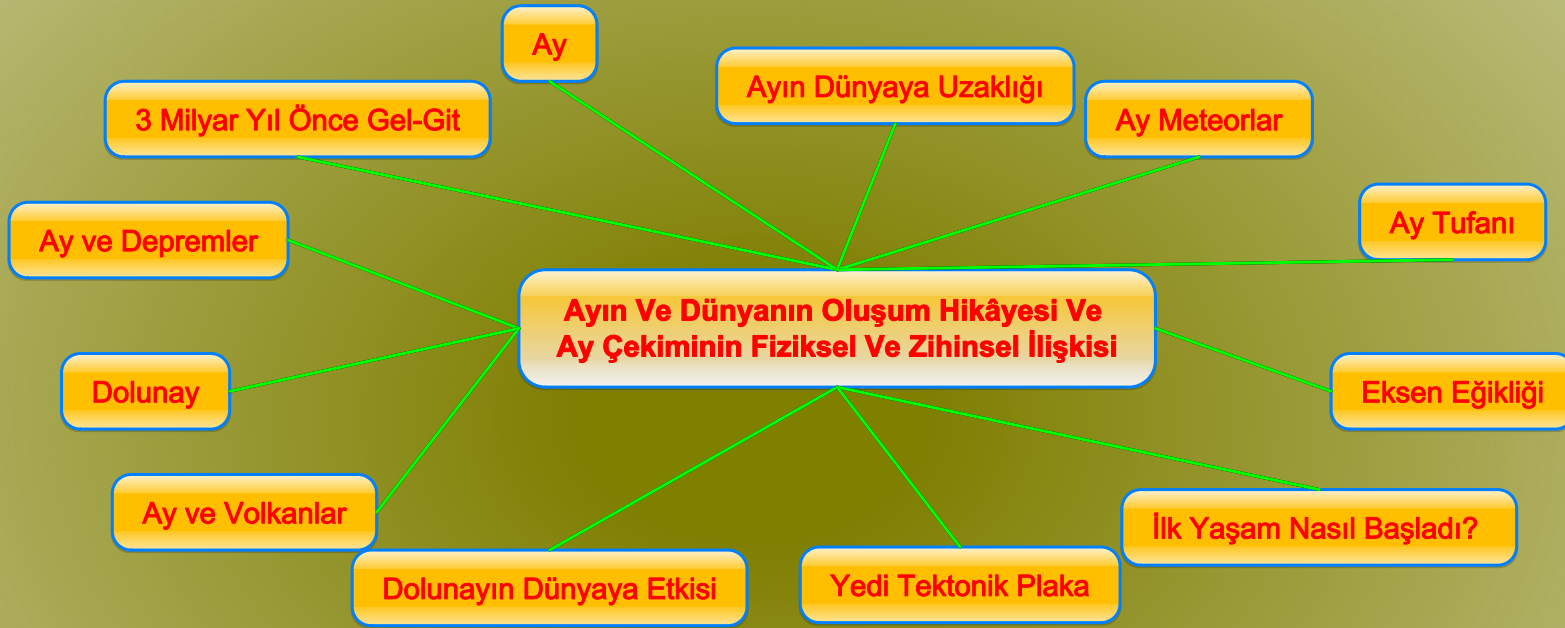 Ay
Ayın Dünyaya Uzaklığı
3 Milyar Yıl Önce Gel-Git
Ay Meteorlar
Ay ve Depremler
Ay Tufanı
Ayın Ve Dünyanın Oluşum Hikâyesi Ve
Ay Çekiminin Fiziksel Ve Zihinsel İlişkisi
Dolunay
Eksen Eğikliği
Ay ve Volkanlar
İlk Yaşam Nasıl Başladı?
Dolunayın Dünyaya Etkisi
Yedi Tektonik Plaka